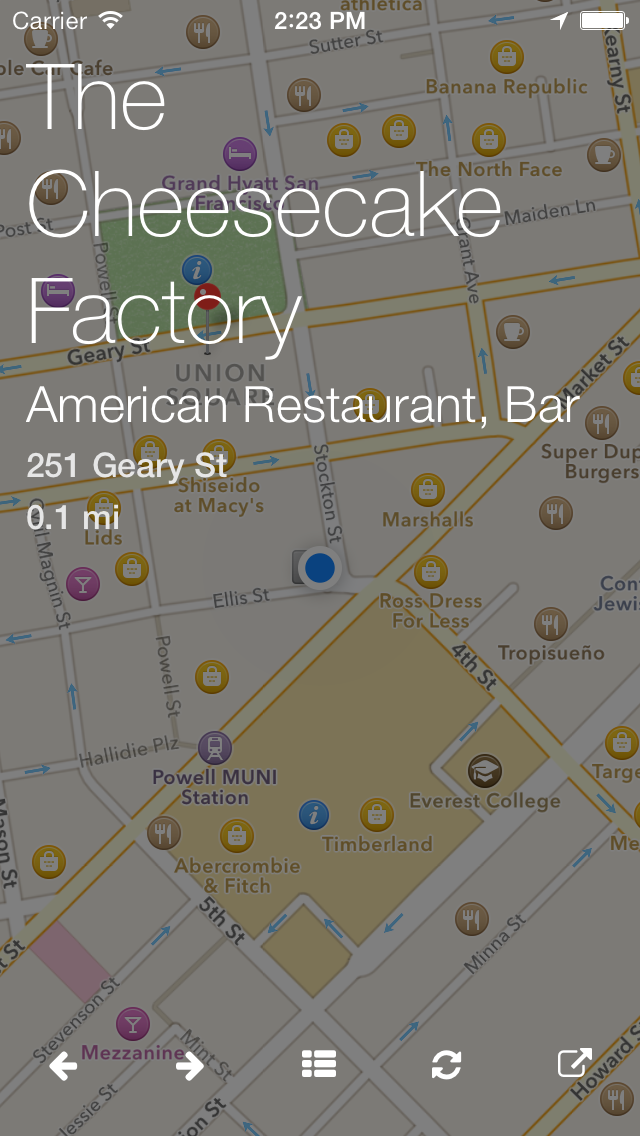 Carrier
2:23 PM
athletica
Sutter St
Kearny St
ble Car Cafe
Banana Republic
The
The North Face
Grand Hyatt San
Francisco
Cheesecake
Maiden Ln
Post St
Powell St
Grant Ave
Factory
Geary St
UNION
SQUARE
Market St
American Restaurant, Bar
251 Geary St
Super Dup
Burgers
Stockton St
Shiseido
at Macy's
0.1 mi
Lids
Marshalls
Cyril Magnin St
Ellis St
Ross Dress
For Less
Cont
Jewis
Powell St
4th St
Tropisueño
Hallidie Plz
Powell MUNI
Station
Targe
Everest College
Mason St
Timberland
Me
Abercrombie
& Fitch
5th St
St
Minna St
Stevenson St
Mezzanine
Mint St
Howard S
Jessie St
ion St